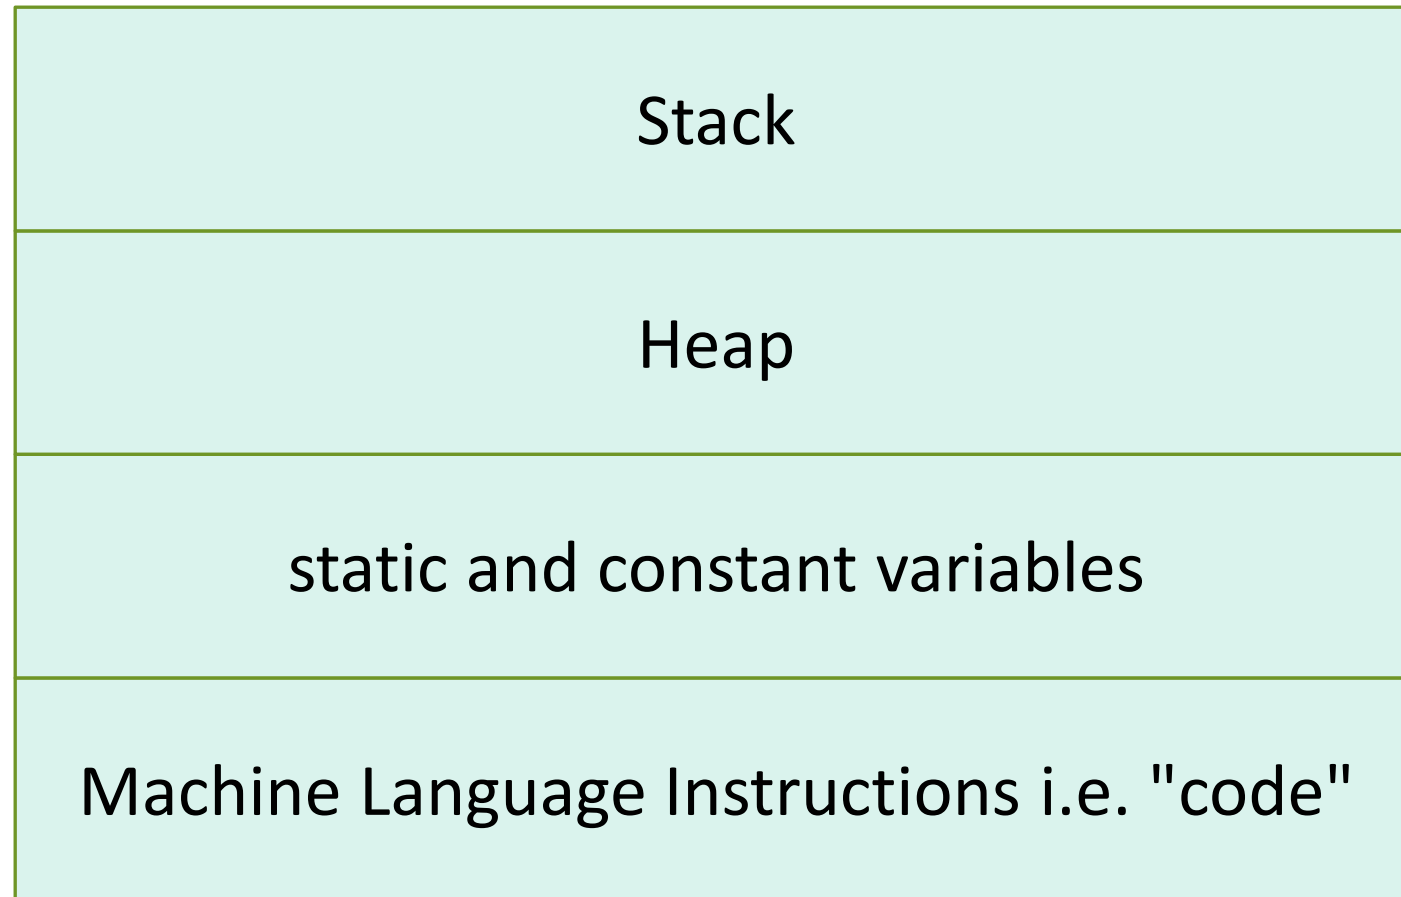 Stack
Heap
static and constant variables
Machine Language Instructions i.e. "code"